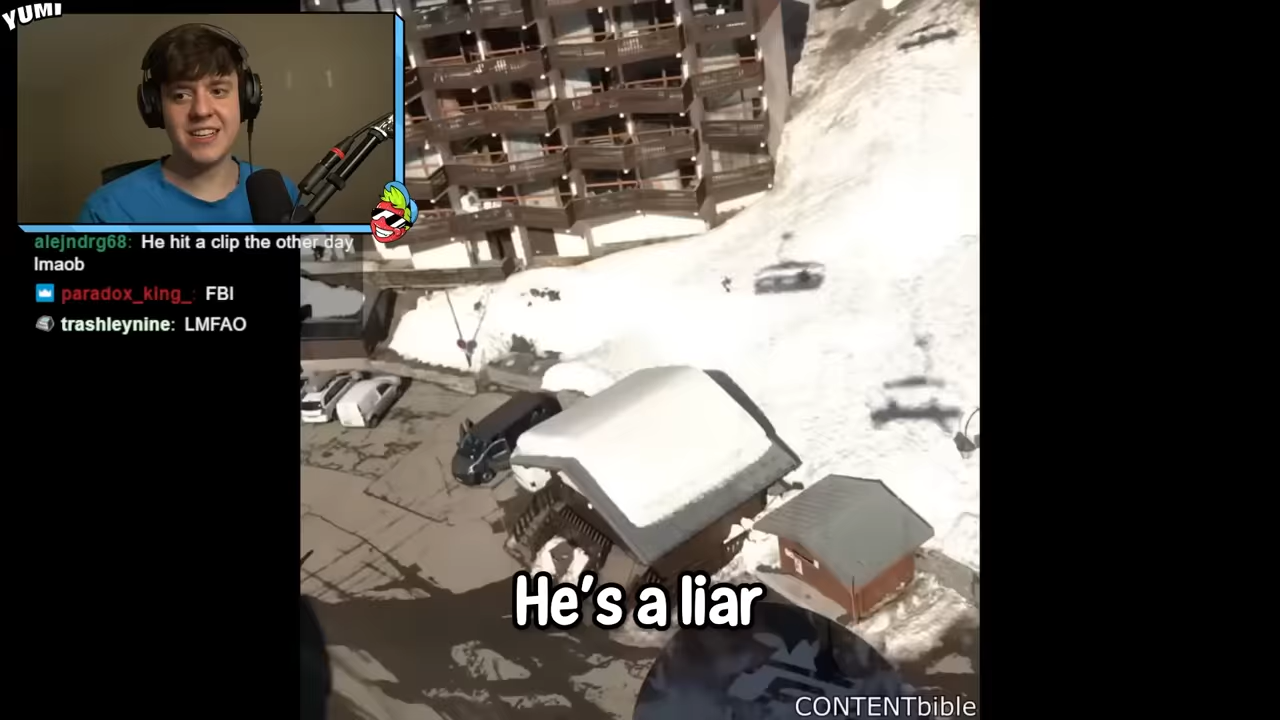 YUMI
alejndrg68: He hit a clip the other day
lmaob
paradox_king_: FBI
trashleynine: LMFAO
He's a liar
CONTENTbible